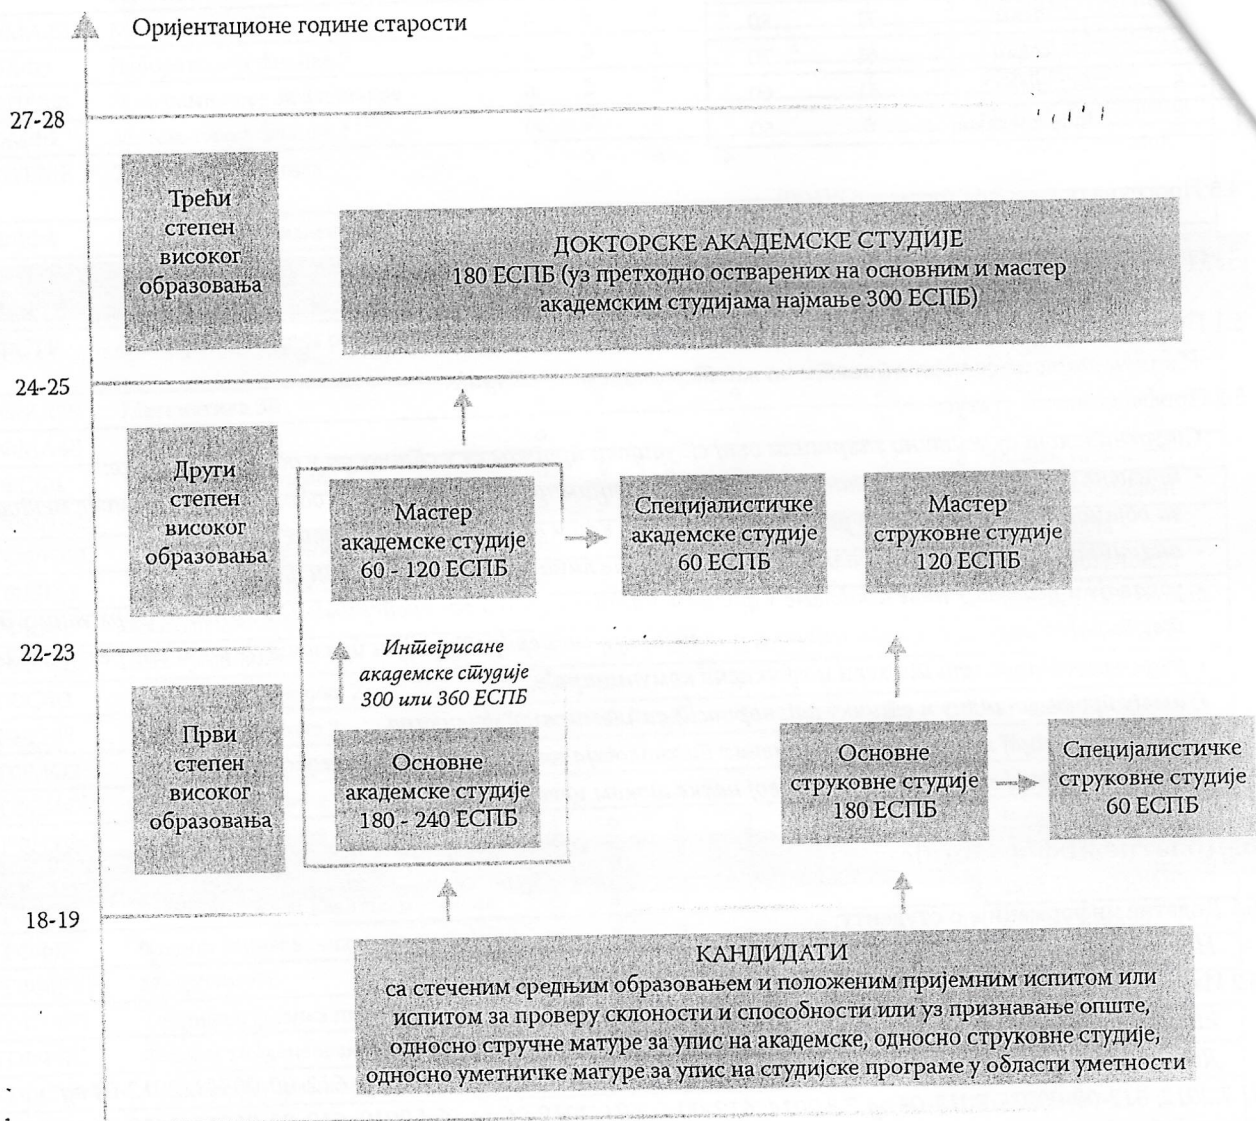 Оријентационе године старости
27-28
Трећи
степен
високог
образовања
ДОКТОРСКЕ АКАДЕМСКЕ СТУДИЈЕ
180 ЕСПБ (уз претходно остварених на основним и мастер
академским студијама најмање 300 ЕСПБ)
24-25
Други
степен
високог
образовања
Мастер
академске студије
60 - 120 ЕСПБ
Специјалистичке
академске студије
60 ЕСПБ
Мастер
струковне студије
120 ЕСПБ
22-23
Интегрисане
академске студије
300 или 360 ЕСПБ
Први
степен
високог
образовања
Основне
академске студије
180 - 240 ЕСПБ
Основне
струковне студије
180 ЕСПБ
Специјалистичке
струковне студије
60 ЕСПБ
18-19
КАНДИДАТИ
са стеченим средњим образовањем и положеним пријемним испитом или
испитом за проверу склоности и способности или уз признавање опште,
односно стручне матуре за упис на академске, односно струковне студије,
односно уметничке матуре за упис на студијске програме у области уметности